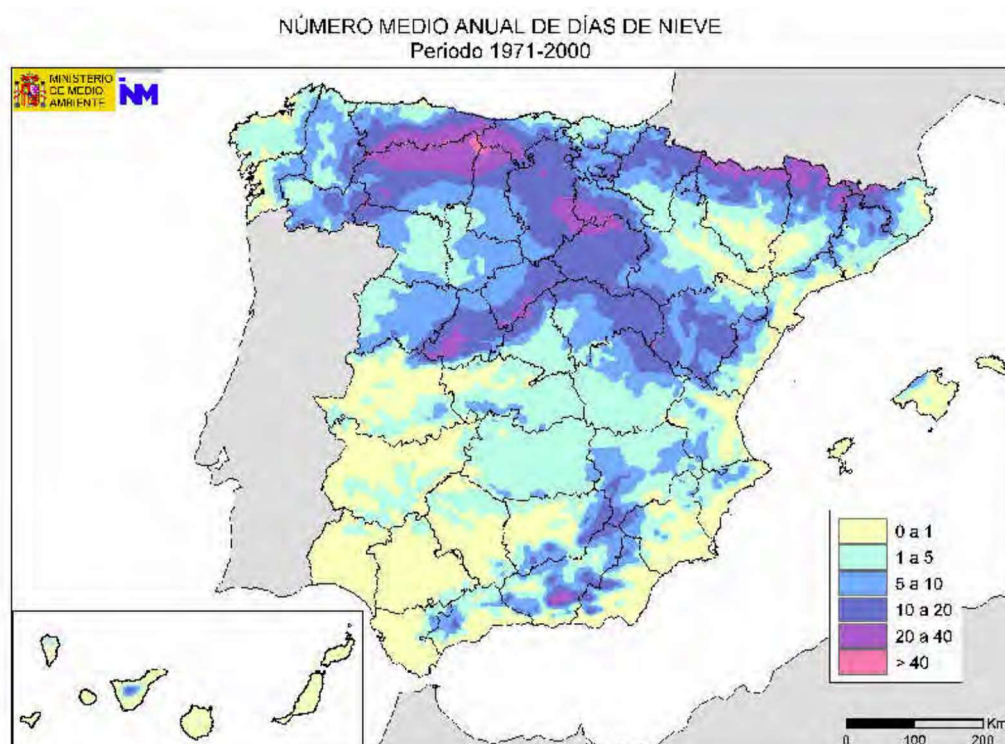 NÚMERO MEDIO ANUAL DE DÍAS DE NIEVE
Periodo 1971-2000
MINISTERIO
DE MEDIO
AMBIENTE
INM
0 a 1
1 a 5
5 a 10
10 a 20
20 a 40
> 40
Km
0 100 200